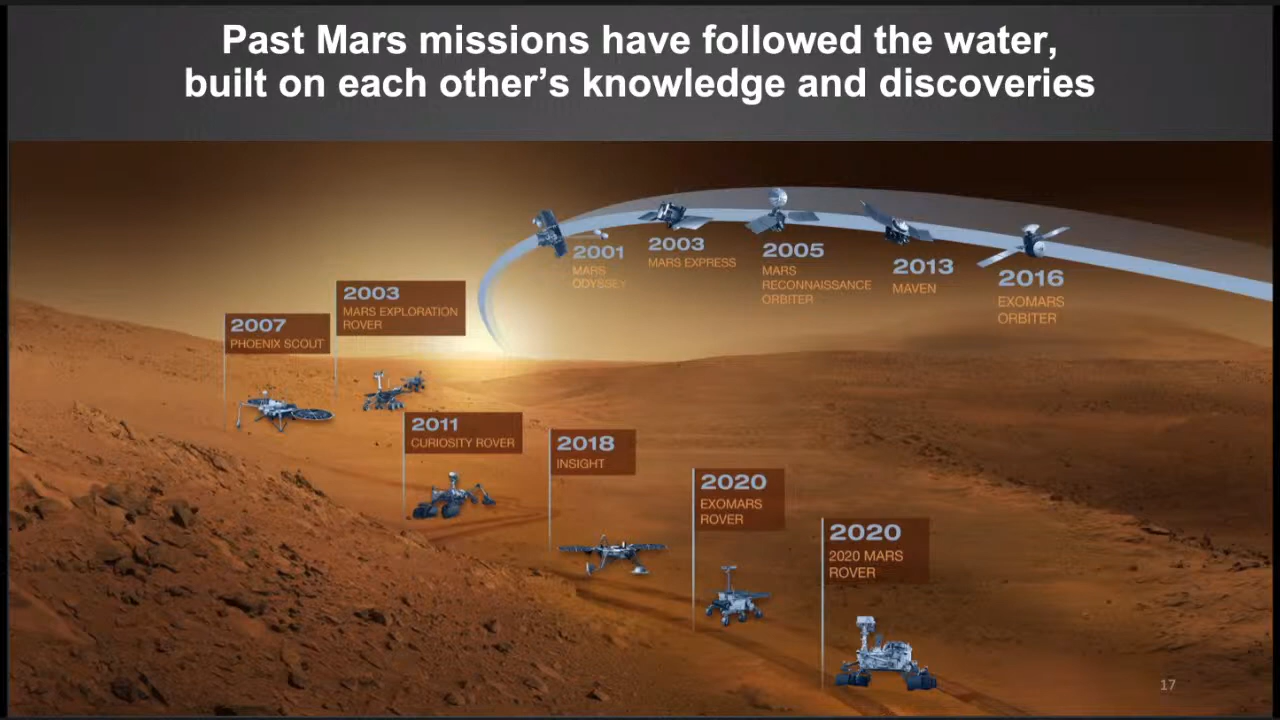 Past Mars missions have followed the water,
built on each other's knowledge and discoveries
2001
MARS
ODYSSEY
2003
MARS EXPRESS
2005
MARS
RECONNAISSANCE
ORBITER
2013
MAVEN
2016
EXOMARS
ORBITER
2007
PHOENIX SCOUT
2003
MARS EXPLORATION
ROVER
2011
CURIOSITY ROVER
2018
INSIGHT
2020
EXOMARS
ROVER
2020
2020 MARS
ROVER
17